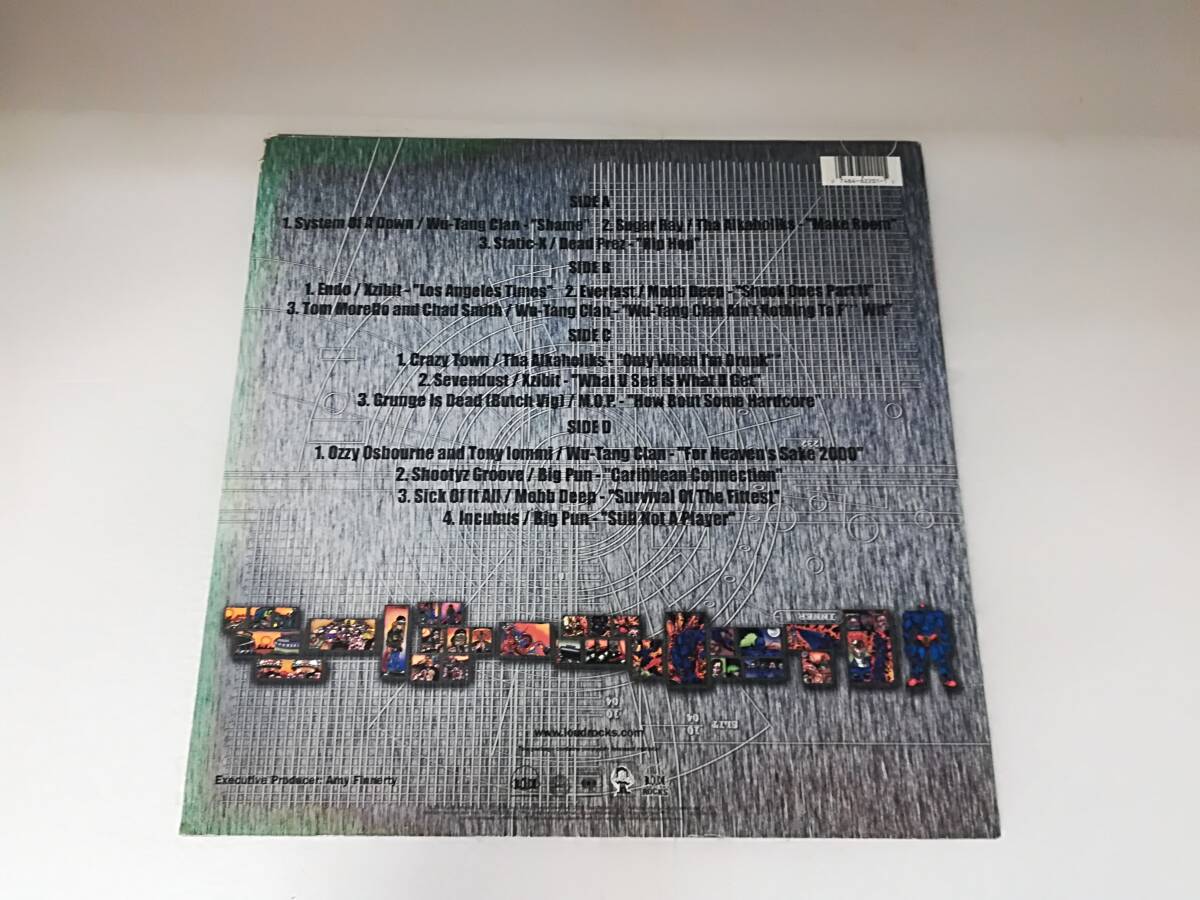 SIDE A
1. System Of A Down / Wu-Tang Clan - "Shame" 2. Sugar Ray / Tha Alkaholiks - "Make Room"
3. Static-X / Dead Prez - "Hip Hop"
SIDE B
1. Endo / Xzibit - "Los Angeles Times" 2. Everlast / Mobb Deep - "Shook Ones Part II"
3. Tom Morello and Chad Smith / Wu-Tang Clan - "Wu-Tang Clan Ain't Nothing Ta F** Wit"
SIDE C
1. Crazy Town / Tha Alkaholiks - "Only When I'm Drunk"
2. Sevendust / Xzibit - "What U See is What U Get"
3. Grunge Is Dead (Butch Vig) / M.O.P. - "How Bout Some Hardcore"
SIDE D
1. Ozzy Osbourne and Tony Iommi / Wu-Tang Clan - "For Heaven's Sake 2000"
2. Shootyz Groove / Big Pun - "Caribbean Connection"
3. Sick Of It All / Mobb Deep - "Survival Of The Fittest"
4. Incubus / Big Pun - "Still Not A Player"
www.loudrocks.com
Executive Producer: Amy Finnerty
LOUD
ROCKS